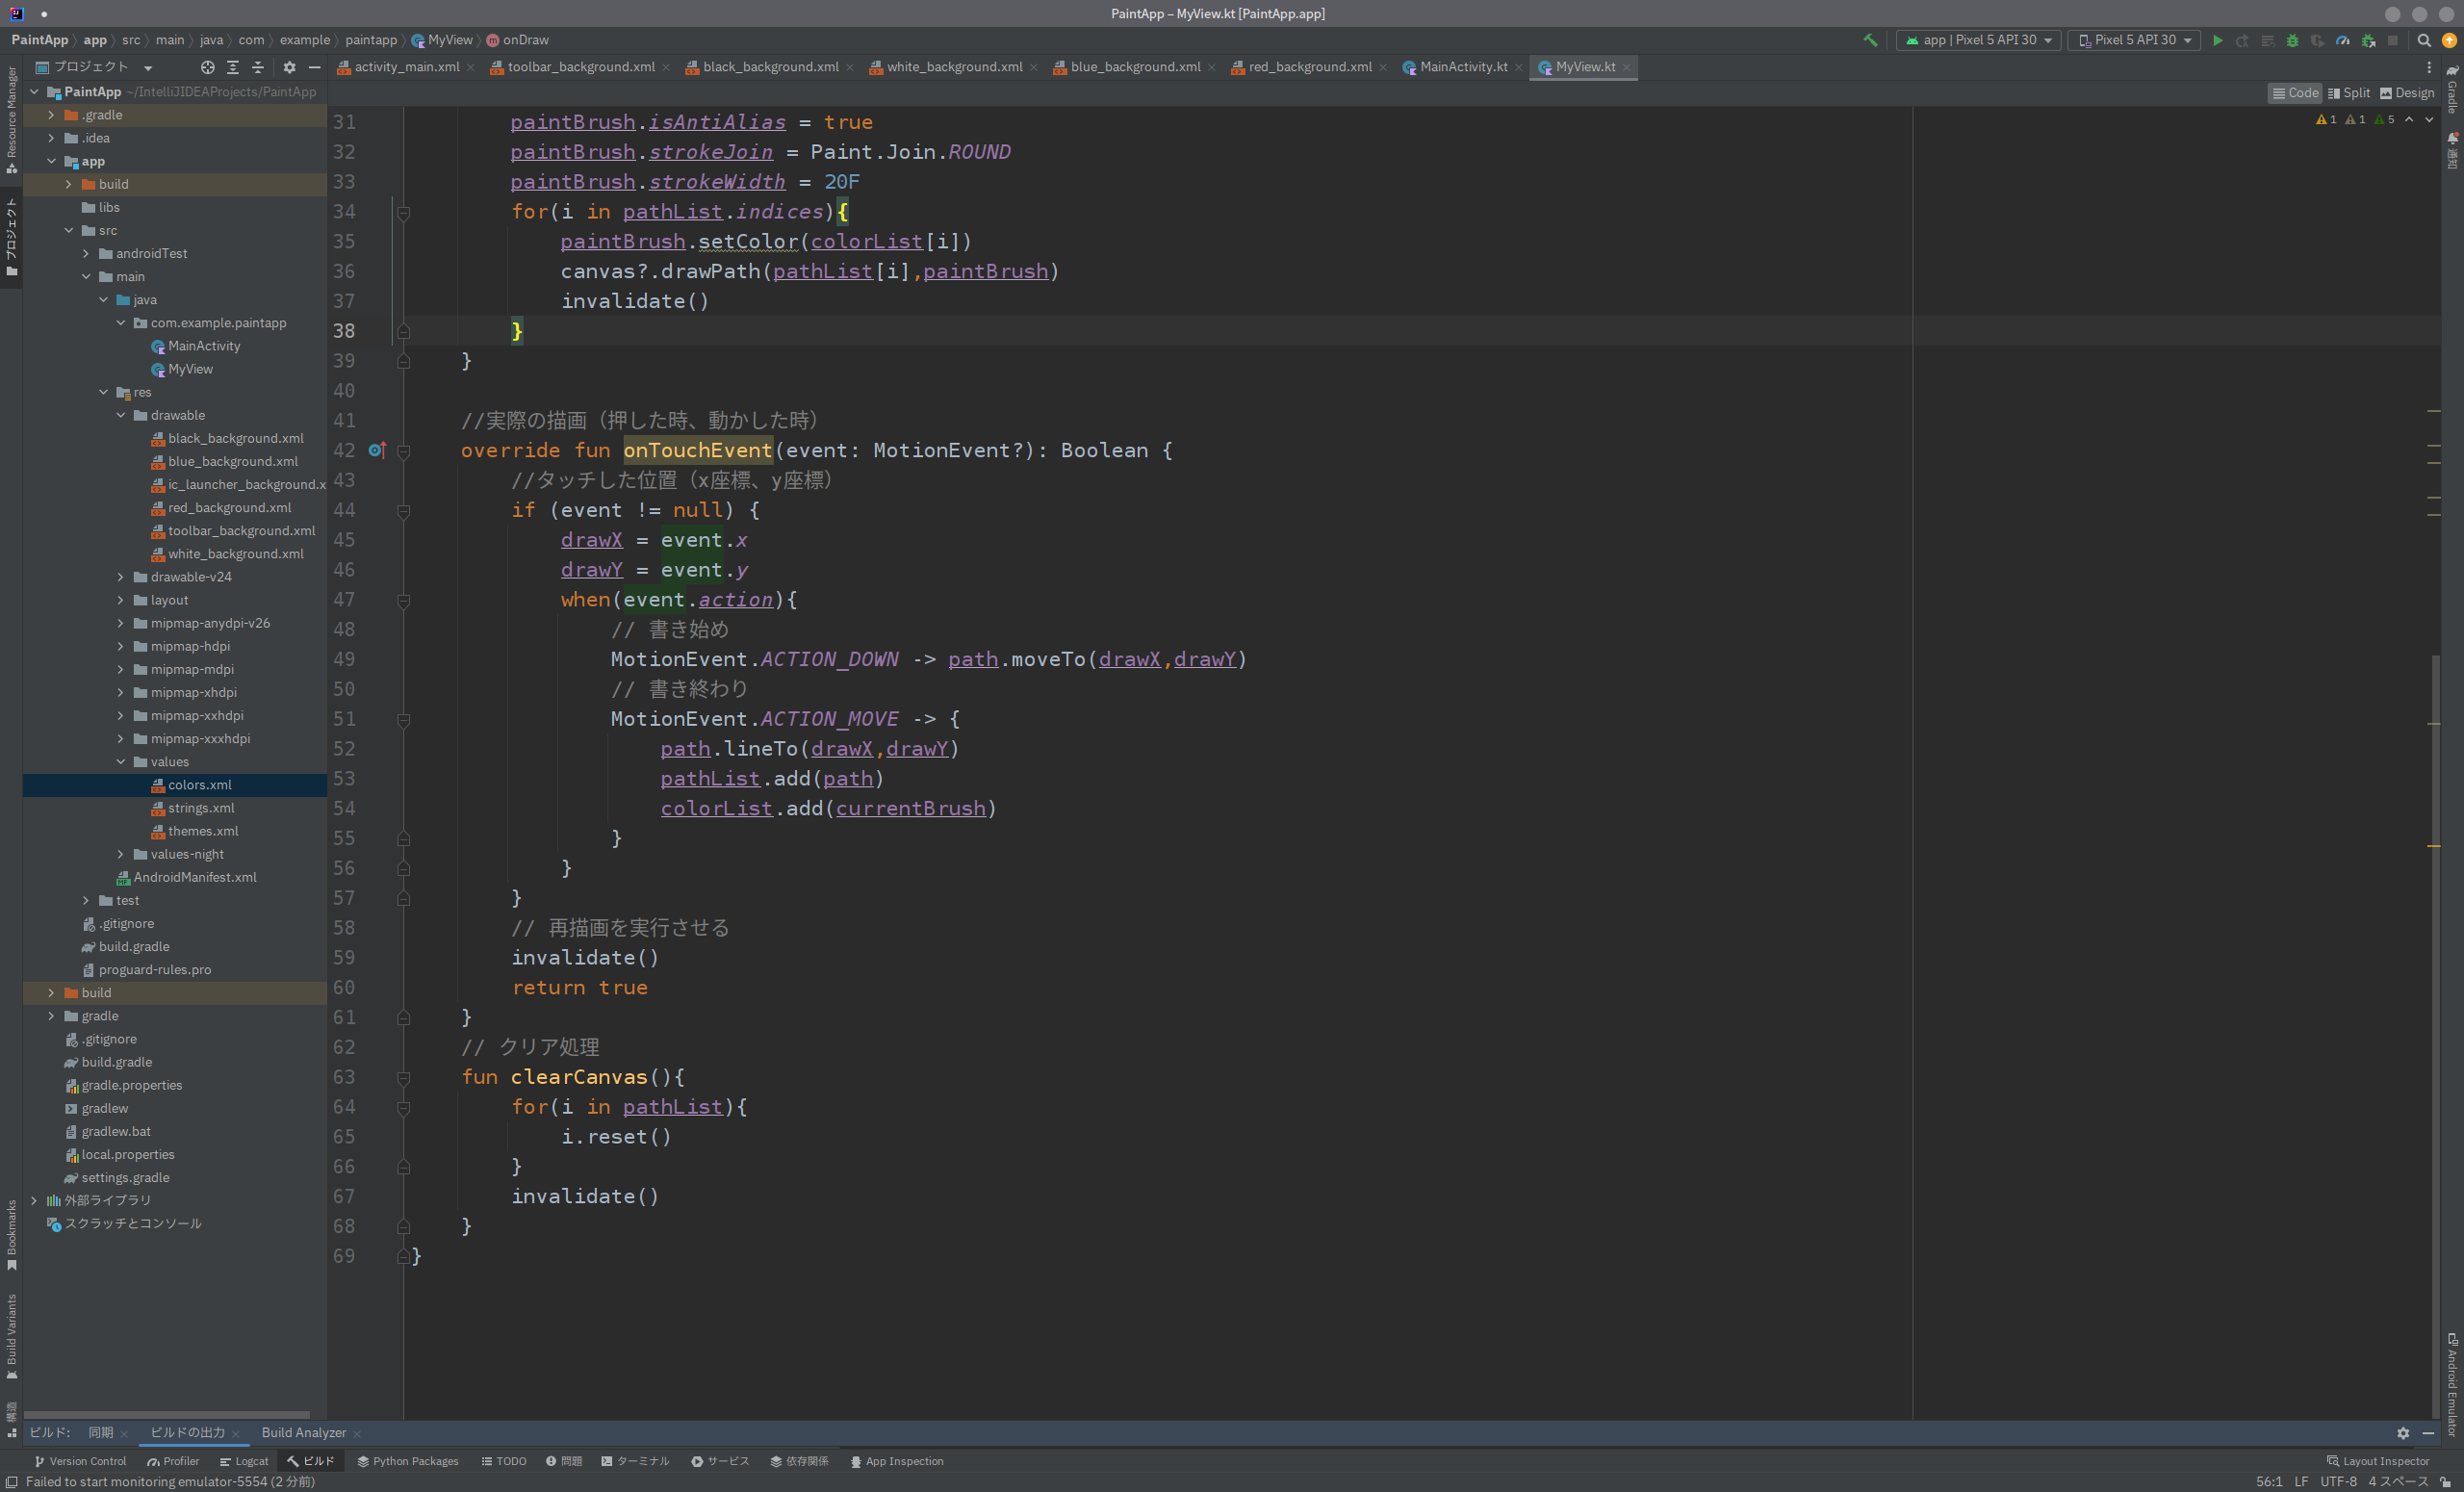 PaintApp – MyView.kt [PaintApp.app]
PaintApp 〉 app 〉 src 〉 main 〉 java 〉 com 〉 example 〉 paintapp 〉 MyView 〉 onDraw
app | Pixel 5 API 30
Pixel 5 API 30
プロジェクト
activity_main.xml
toolbar_background.xml
black_background.xml
white_background.xml
blue_background.xml
red_background.xml
MainActivity.kt
MyView.kt
Code
Split
Design
Resource Manager
プロジェクト
Bookmarks
Build Variants
構造
PaintApp ~/IntelliJIDEAProjects/PaintApp
.gradle
.idea
app
build
libs
src
androidTest
main
java
com.example.paintapp
MainActivity
MyView
res
drawable
black_background.xml
blue_background.xml
ic_launcher_background.x
red_background.xml
toolbar_background.xml
white_background.xml
drawable-v24
layout
mipmap-anydpi-v26
mipmap-hdpi
mipmap-mdpi
mipmap-xhdpi
mipmap-xxhdpi
mipmap-xxxhdpi
values
colors.xml
strings.xml
themes.xml
values-night
AndroidManifest.xml
test
.gitignore
build.gradle
proguard-rules.pro
build
gradle
.gitignore
build.gradle
gradle.properties
gradlew
gradlew.bat
local.properties
settings.gradle
外部ライブラリ
スクラッチとコンソール
1 1 5
31 paintBrush.isAntiAlias = true
32 paintBrush.strokeJoin = Paint.Join.ROUND
33 paintBrush.strokeWidth = 20F
34 for(i in pathList.indices){
35 paintBrush.setColor(colorList[i])
36 canvas?.drawPath(pathList[i],paintBrush)
37 invalidate()
38 }
39 }
40
41 //実際の描画（押した時、動かした時）
42 override fun onTouchEvent(event: MotionEvent?): Boolean {
43 //タッチした位置（x座標、y座標）
44 if (event != null) {
45 drawX = event.x
46 drawY = event.y
47 when(event.action){
48 // 書き始め
49 MotionEvent.ACTION_DOWN -> path.moveTo(drawX,drawY)
50 // 書き終わり
51 MotionEvent.ACTION_MOVE -> {
52 path.lineTo(drawX,drawY)
53 pathList.add(path)
54 colorList.add(currentBrush)
55 }
56 }
57 }
58 // 再描画を実行させる
59 invalidate()
60 return true
61 }
62 // クリア処理
63 fun clearCanvas(){
64 for(i in pathList){
65 i.reset()
66 }
67 invalidate()
68 }
69 }
Gradle
通知
Android Emulator
ビルド: 同期 ビルドの出力 Build Analyzer
Version Control Profiler Logcat ビルド Python Packages TODO 問題 ターミナル サービス 依存関係 App Inspection Layout Inspector
Failed to start monitoring emulator-5554 (2 分前)
56:1 LF UTF-8 4 スペース